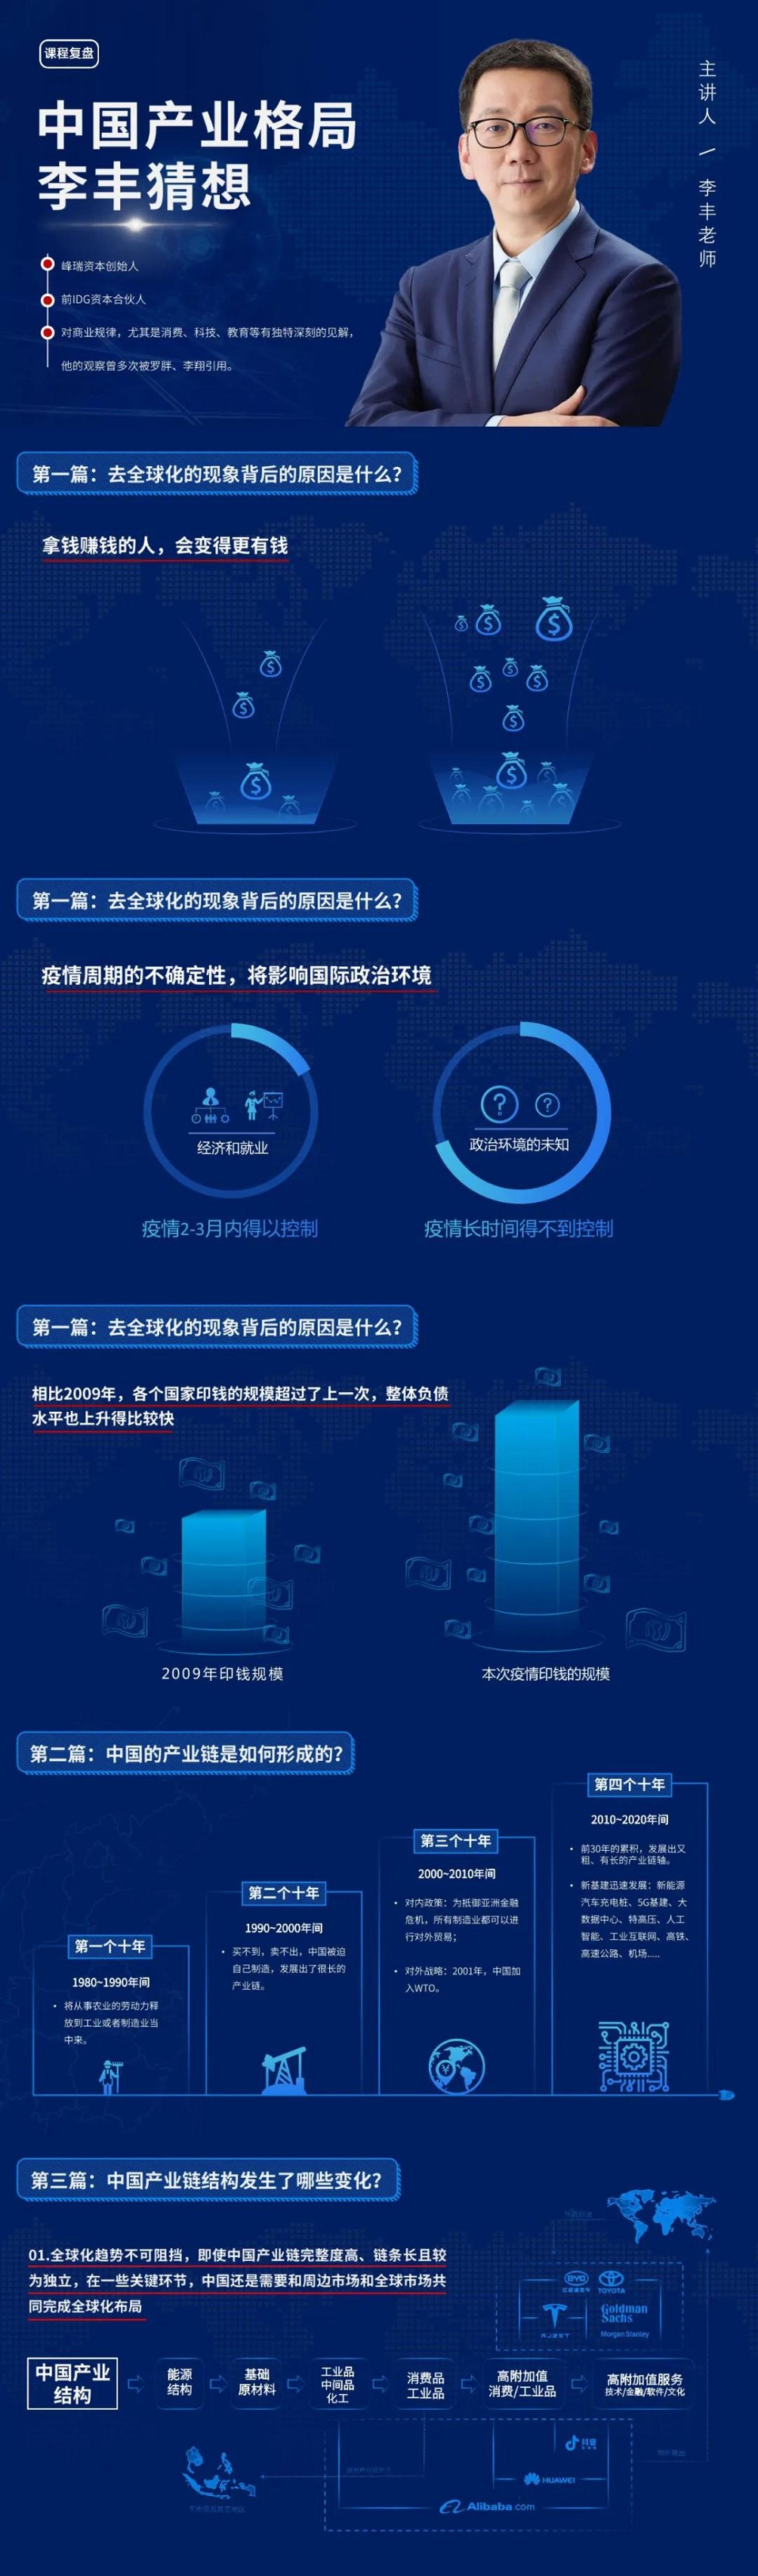 课程复盘
中国产业格局
李丰猜想
主讲人 / 李丰老师
峰瑞资本创始人
前IDG资本合伙人
对商业规律，尤其是消费、科技、教育等有独特深刻的见解，
他的观察曾多次被罗胖、李翔引用。
第一篇：去全球化的现象背后的原因是什么？
拿钱赚钱的人，会变得更有钱
第一篇：去全球化的现象背后的原因是什么？
疫情周期的不确定性，将影响国际政治环境
经济和就业
政治环境的未知
疫情2-3月内得以控制
疫情长时间得不到控制
第一篇：去全球化的现象背后的原因是什么？
相比2009年，各个国家印钱的规模超过了上一次，整体负债
水平也上升得比较快
2009年印钱规模
本次疫情印钱的规模
第二篇：中国的产业链是如何形成的？
第一个十年
1980~1990年间
• 将从事农业的劳动力释
放到工业或者制造业当
中来。
第二个十年
1990~2000年间
• 买不到，卖不出，中国被迫
自己制造，发展出了很长的
产业链。
第三个十年
2000~2010年间
• 对内政策：为抵御亚洲金融
危机，所有制造业都可以进
行对外贸易；
• 对外战略：2001年，中国加
入WTO。
第四个十年
2010~2020年间
• 前30年的累积，发展出又
粗、有长的产业链轴。
• 新基建迅速发展：新能源
汽车充电桩、5G基建、大
数据中心、特高压、人工
智能、工业互联网、高铁、
高速公路、机场.....
第三篇：中国产业链结构发生了哪些变化？
01.全球化趋势不可阻挡，即使中国产业链完整度高、链条长且较
为独立，在一些关键环节，中国还是需要和周边市场和全球市场共
同完成全球化布局
BYD
TOYOTA
Goldman
Sachs
Morgan Stanley
中国产业
结构
能源
结构
基础
原材料
工业品
中间品
化工
消费品
工业品
高附加值
消费/工业品
高附加值服务
技术/金融/软件/文化
抖音
HUAWEI
Alibaba.com